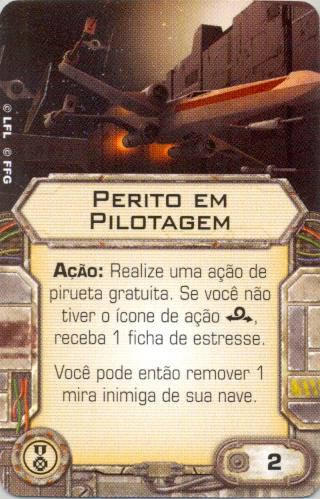 © LFL © FFG
PERITO EM
PILOTAGEM
AÇÃO: Realize uma ação de
pirueta gratuita. Se você não
tiver o ícone de ação ,
receba 1 ficha de estresse.
Você pode então remover 1
mira inimiga de sua nave.
2